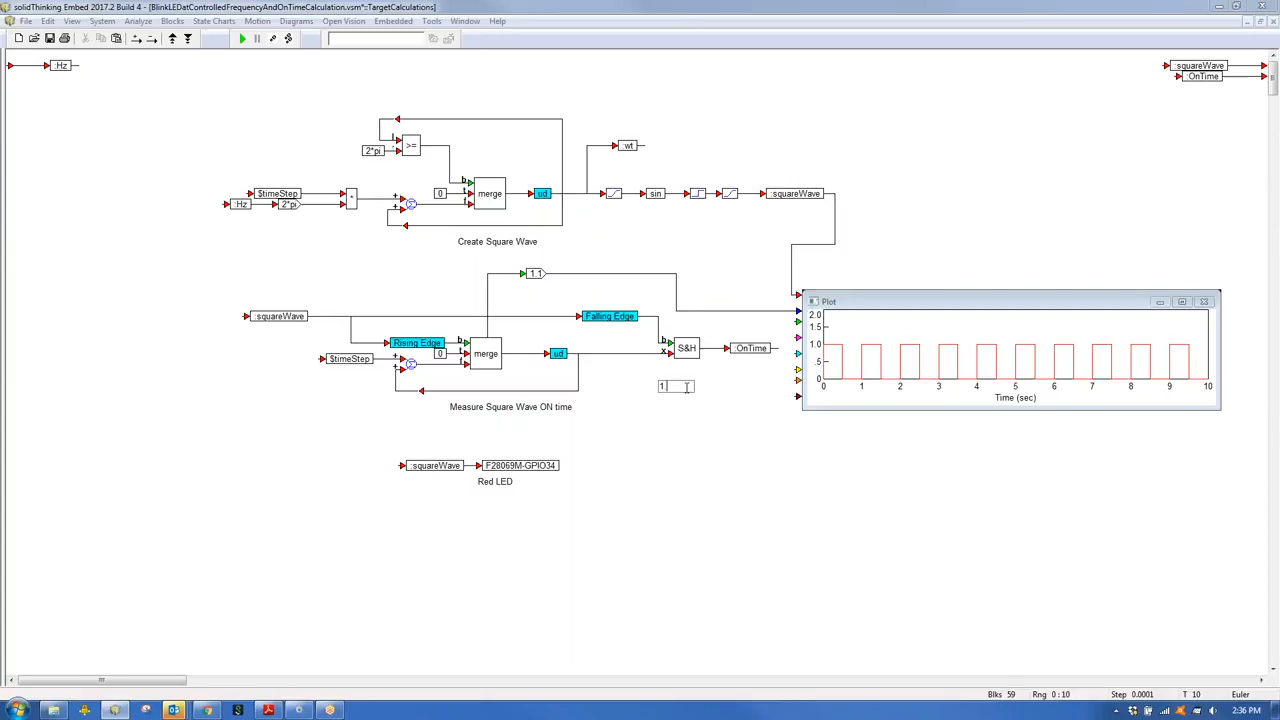 solidThinking Embed 2017.2 Build 4 - [BlinkLEDatControlledFrequencyAndOnTimeCalculation.vsm*::TargetCalculations]
File Edit View System Analyze Blocks State Charts Motion Diagrams Open Vision Embedded Tools Window Help
:Hz
:squareWave
:OnTime
2*pi
>=
:wt
b
t
f
0
merge
ud
$timeStep
:Hz
2*pi
*
sin
:squareWave
Create Square Wave
1.1
:squareWave
Falling Edge
Rising Edge
b
t
f
0
merge
ud
$timeStep
b
x
S&H
:OnTime
1.
Measure Square Wave ON time
Plot
2.0
1.5
1.0
.5
0
0 1 2 3 4 5 6 7 8 9 10
Time (sec)
:squareWave
F28069M-GPIO34
Red LED
Blks 59 Rng 0 : 10 Step 0.0001 T 10 Euler
2:36 PM